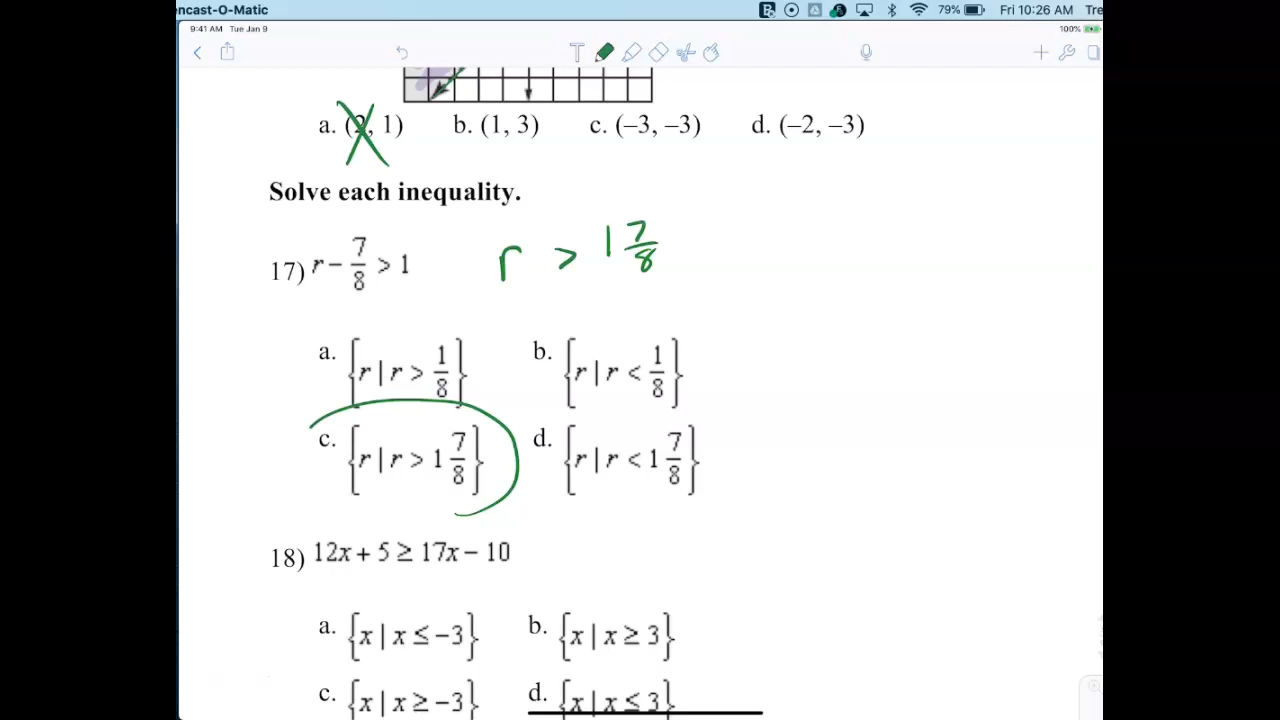 encast-O-Matic 79% Fri 10:26 AM Tre
9:41 AM Tue Jan 9 100%
T
a. (2, 1) b. (1, 3) c. (–3, –3) d. (–2, –3)
Solve each inequality.
17) r − 7/8 > 1 r > 1 7/8
a. {r | r > 1/8} b. {r | r < 1/8}
c. {r | r > 1 7/8} d. {r | r < 1 7/8}
18) 12x + 5 ≥ 17x − 10
a. {x | x ≤ −3} b. {x | x ≥ 3}
c. {x | x ≥ −3} d. {x | x ≤ 3}